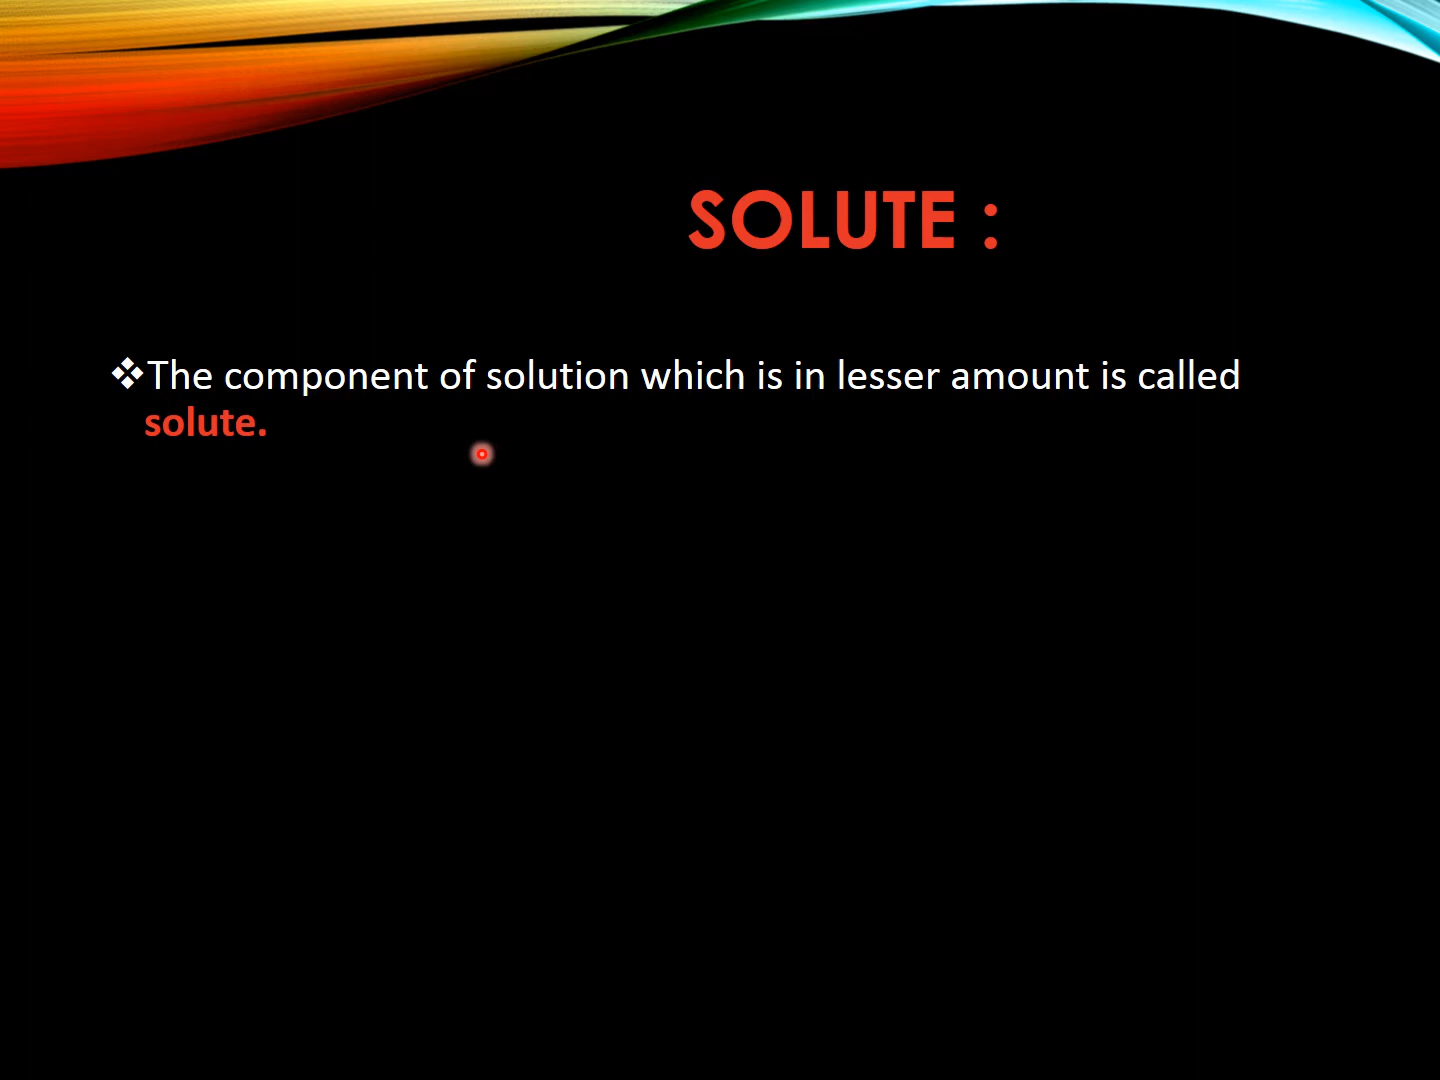 SOLUTE :
❖The component of solution which is in lesser amount is called
solute.